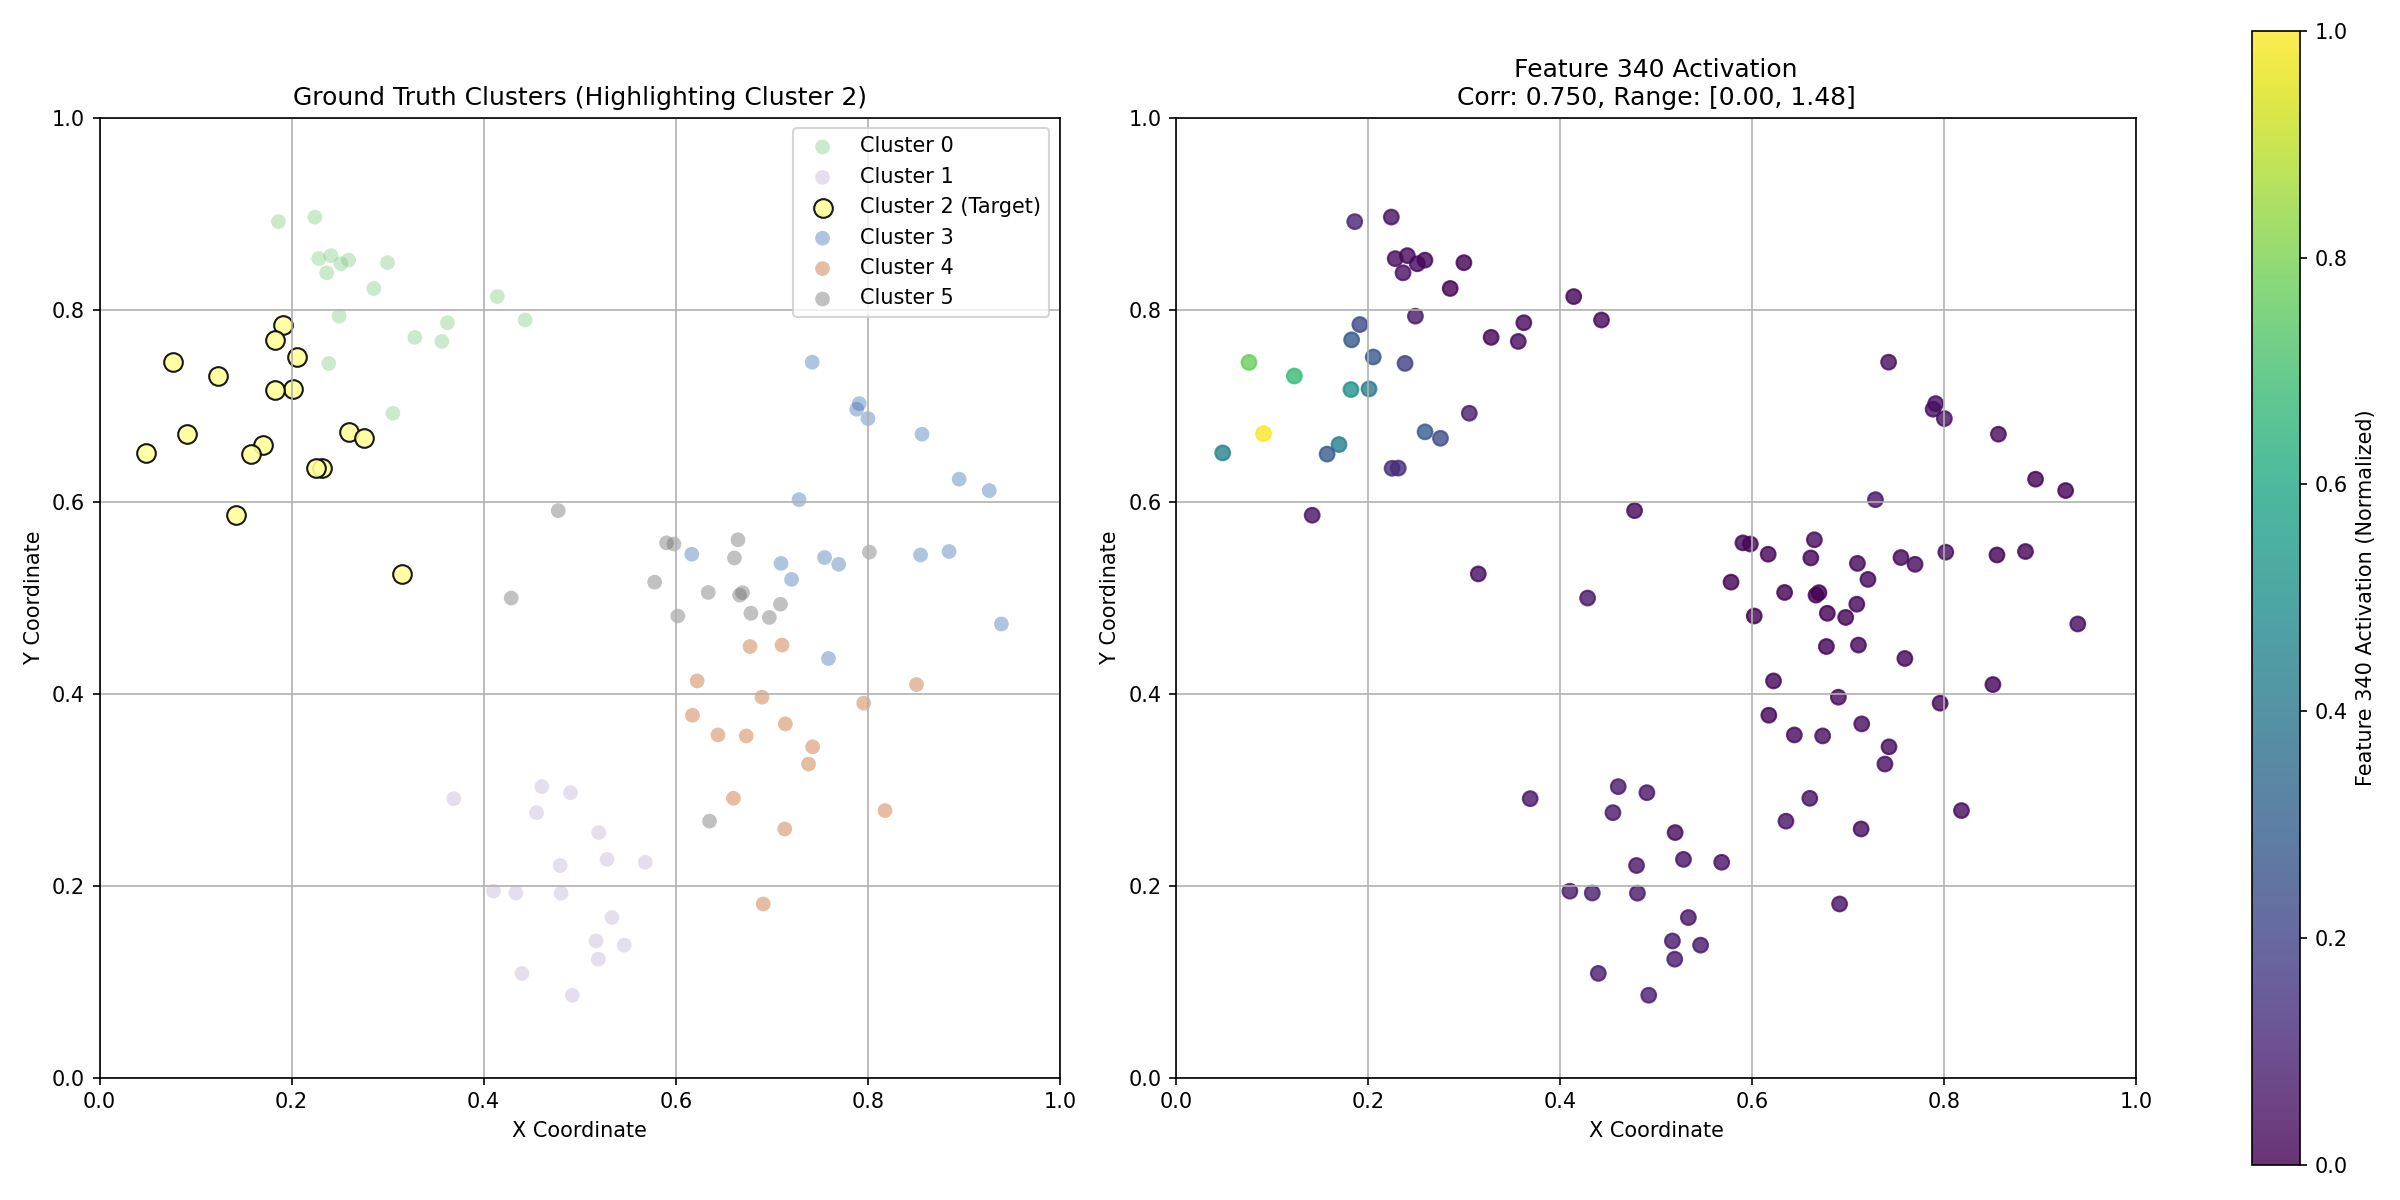 Ground Truth Clusters (Highlighting Cluster 2)
1.0
0.8
0.6
0.4
0.2
0.0
Y Coordinate
Cluster 0
Cluster 1
Cluster 2 (Target)
Cluster 3
Cluster 4
Cluster 5
0.0 0.2 0.4 0.6 0.8 1.0
X Coordinate
Feature 340 Activation
Corr: 0.750, Range: [0.00, 1.48]
1.0
0.8
0.6
0.4
0.2
0.0
Y Coordinate
0.0 0.2 0.4 0.6 0.8 1.0
X Coordinate
1.0
0.8
0.6
0.4
0.2
0.0
Feature 340 Activation (Normalized)